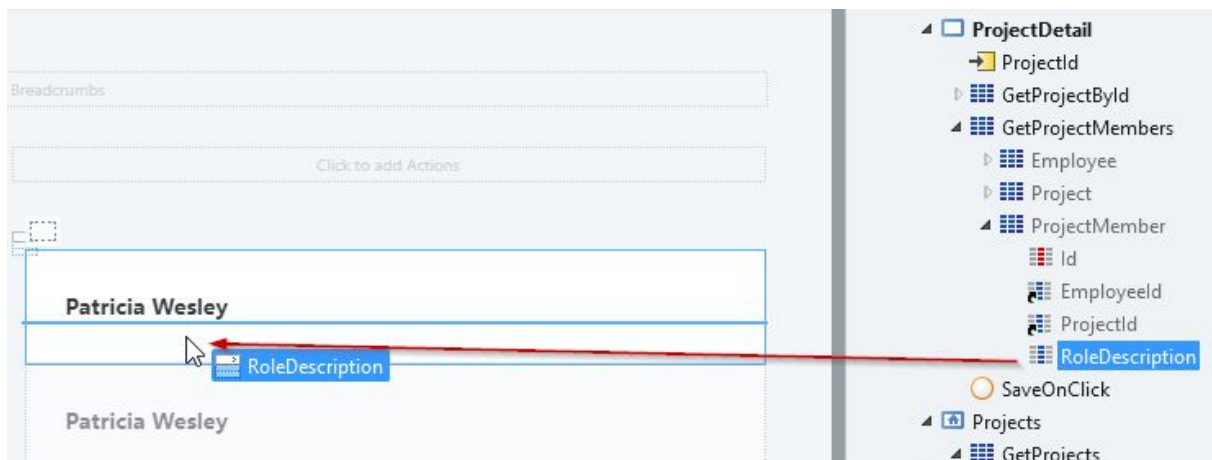 Breadcrumbs
Click to add Actions
Patricia Wesley
RoleDescription
Patricia Wesley
ProjectDetail
ProjectId
GetProjectById
GetProjectMembers
Employee
Project
ProjectMember
Id
EmployeeId
ProjectId
RoleDescription
SaveOnClick
Projects
GetProjects